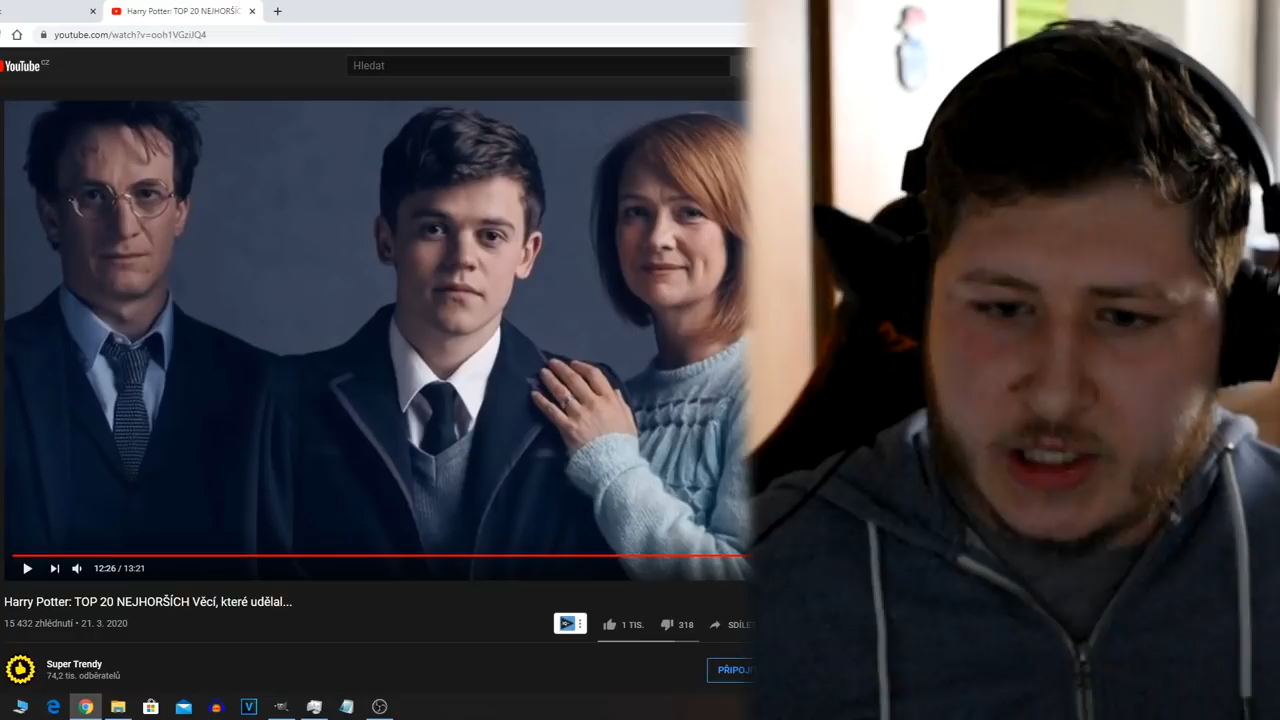 Harry Potter: TOP 20 NEJHORŠÍC
youtube.com/watch?v=ooh1VGziJQ4
YouTube CZ
Hledat
12:26 / 13:21
Harry Potter: TOP 20 NEJHORŠÍCH Věcí, které udělal...
15 432 zhlédnutí • 21. 3. 2020
1 TIS.
318
SDÍLE
Super Trendy
74,2 tis. odběratelů
PŘIPOJI
V